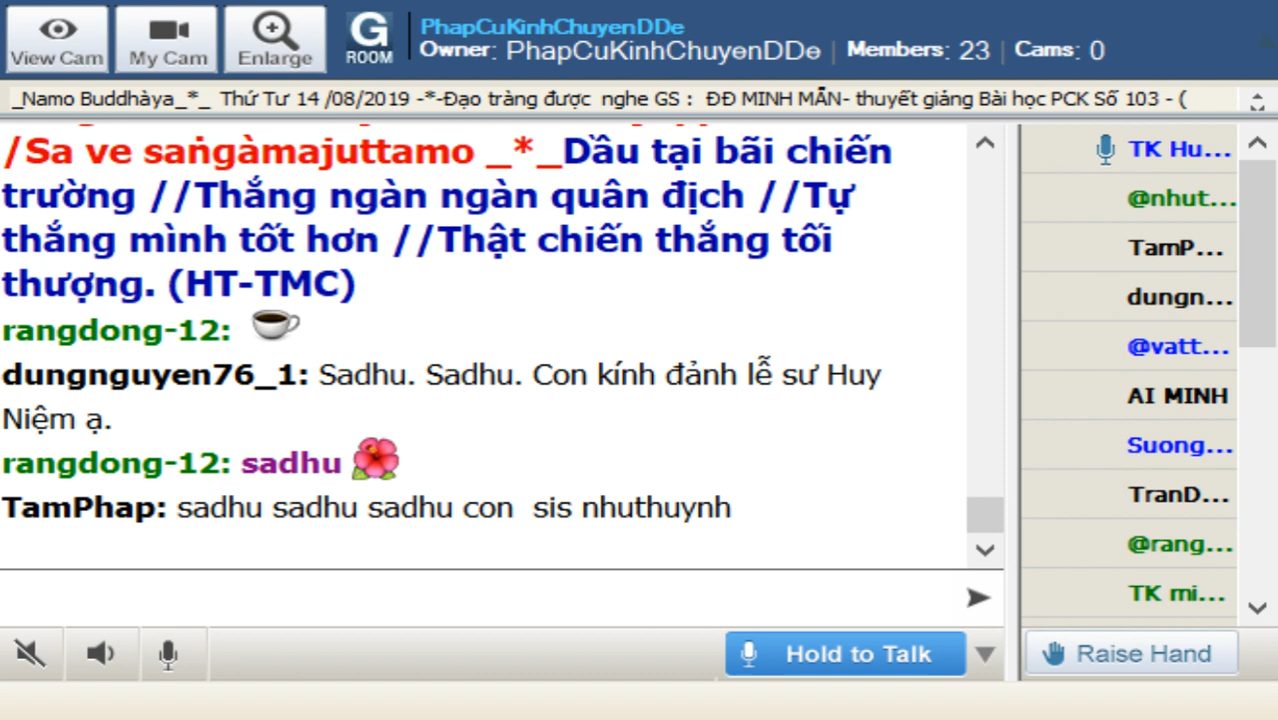 View Cam
My Cam
Enlarge
G
ROOM
PhapCuKinhChuyenDDe
Owner: PhapCuKinhChuyenDDe | Members: 23 | Cams: 0
_Namo Buddhàya_*_ Thứ Tư 14 /08/2019 -*-Đạo tràng được nghe GS : ĐĐ MINH MẪN- thuyết giảng Bài học PCK Số 103 - (
/Sa ve saṅgàmajuttamo _*_Dầu tại bãi chiến
trường //Thắng ngàn ngàn quân địch //Tự
thắng mình tốt hơn //Thật chiến thắng tối
thượng. (HT-TMC)
rangdong-12:
dungnguyen76_1: Sadhu. Sadhu. Con kính đảnh lễ sư Huy
Niệm ạ.
rangdong-12: sadhu
TamPhap: sadhu sadhu sadhu con sis nhuthuynh
TK Hu...
@nhut...
TamP...
dungn...
@vatt...
AI MINH
Suong...
TranD...
@rang...
TK mi...
Hold to Talk
Raise Hand